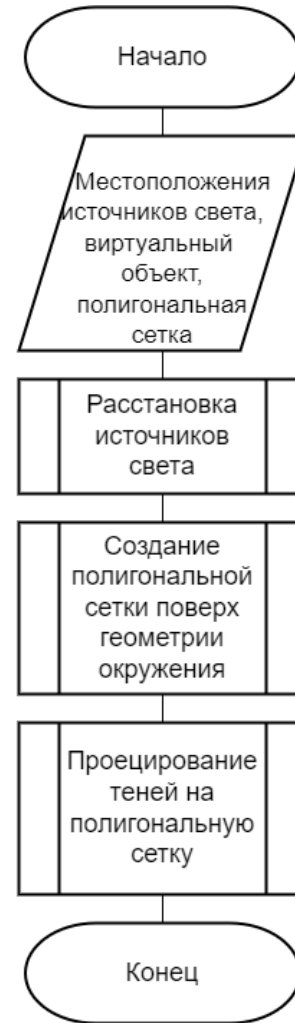 Начало
Местоположения
источников света,
виртуальный
объект,
полигональная
сетка
Расстановка
источников
света
Создание
полигональной
сетки поверх
геометрии
окружения
Проецирование
теней на
полигональную
сетку
Конец